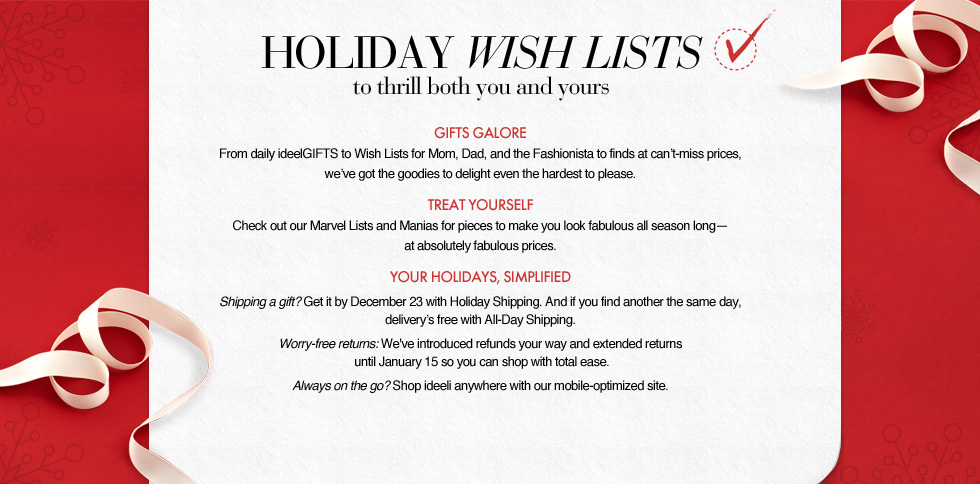 HOLIDAY WISH LISTS
to thrill both you and yours
GIFTS GALORE
From daily ideelGIFTS to Wish Lists for Mom, Dad, and the Fashionista to finds at can't-miss prices,
we've got the goodies to delight even the hardest to please.
TREAT YOURSELF
Check out our Marvel Lists and Manias for pieces to make you look fabulous all season long—
at absolutely fabulous prices.
YOUR HOLIDAYS, SIMPLIFIED
Shipping a gift? Get it by December 23 with Holiday Shipping. And if you find another the same day,
delivery's free with All-Day Shipping.
Worry-free returns: We've introduced refunds your way and extended returns
until January 15 so you can shop with total ease.
Always on the go? Shop ideeli anywhere with our mobile-optimized site.